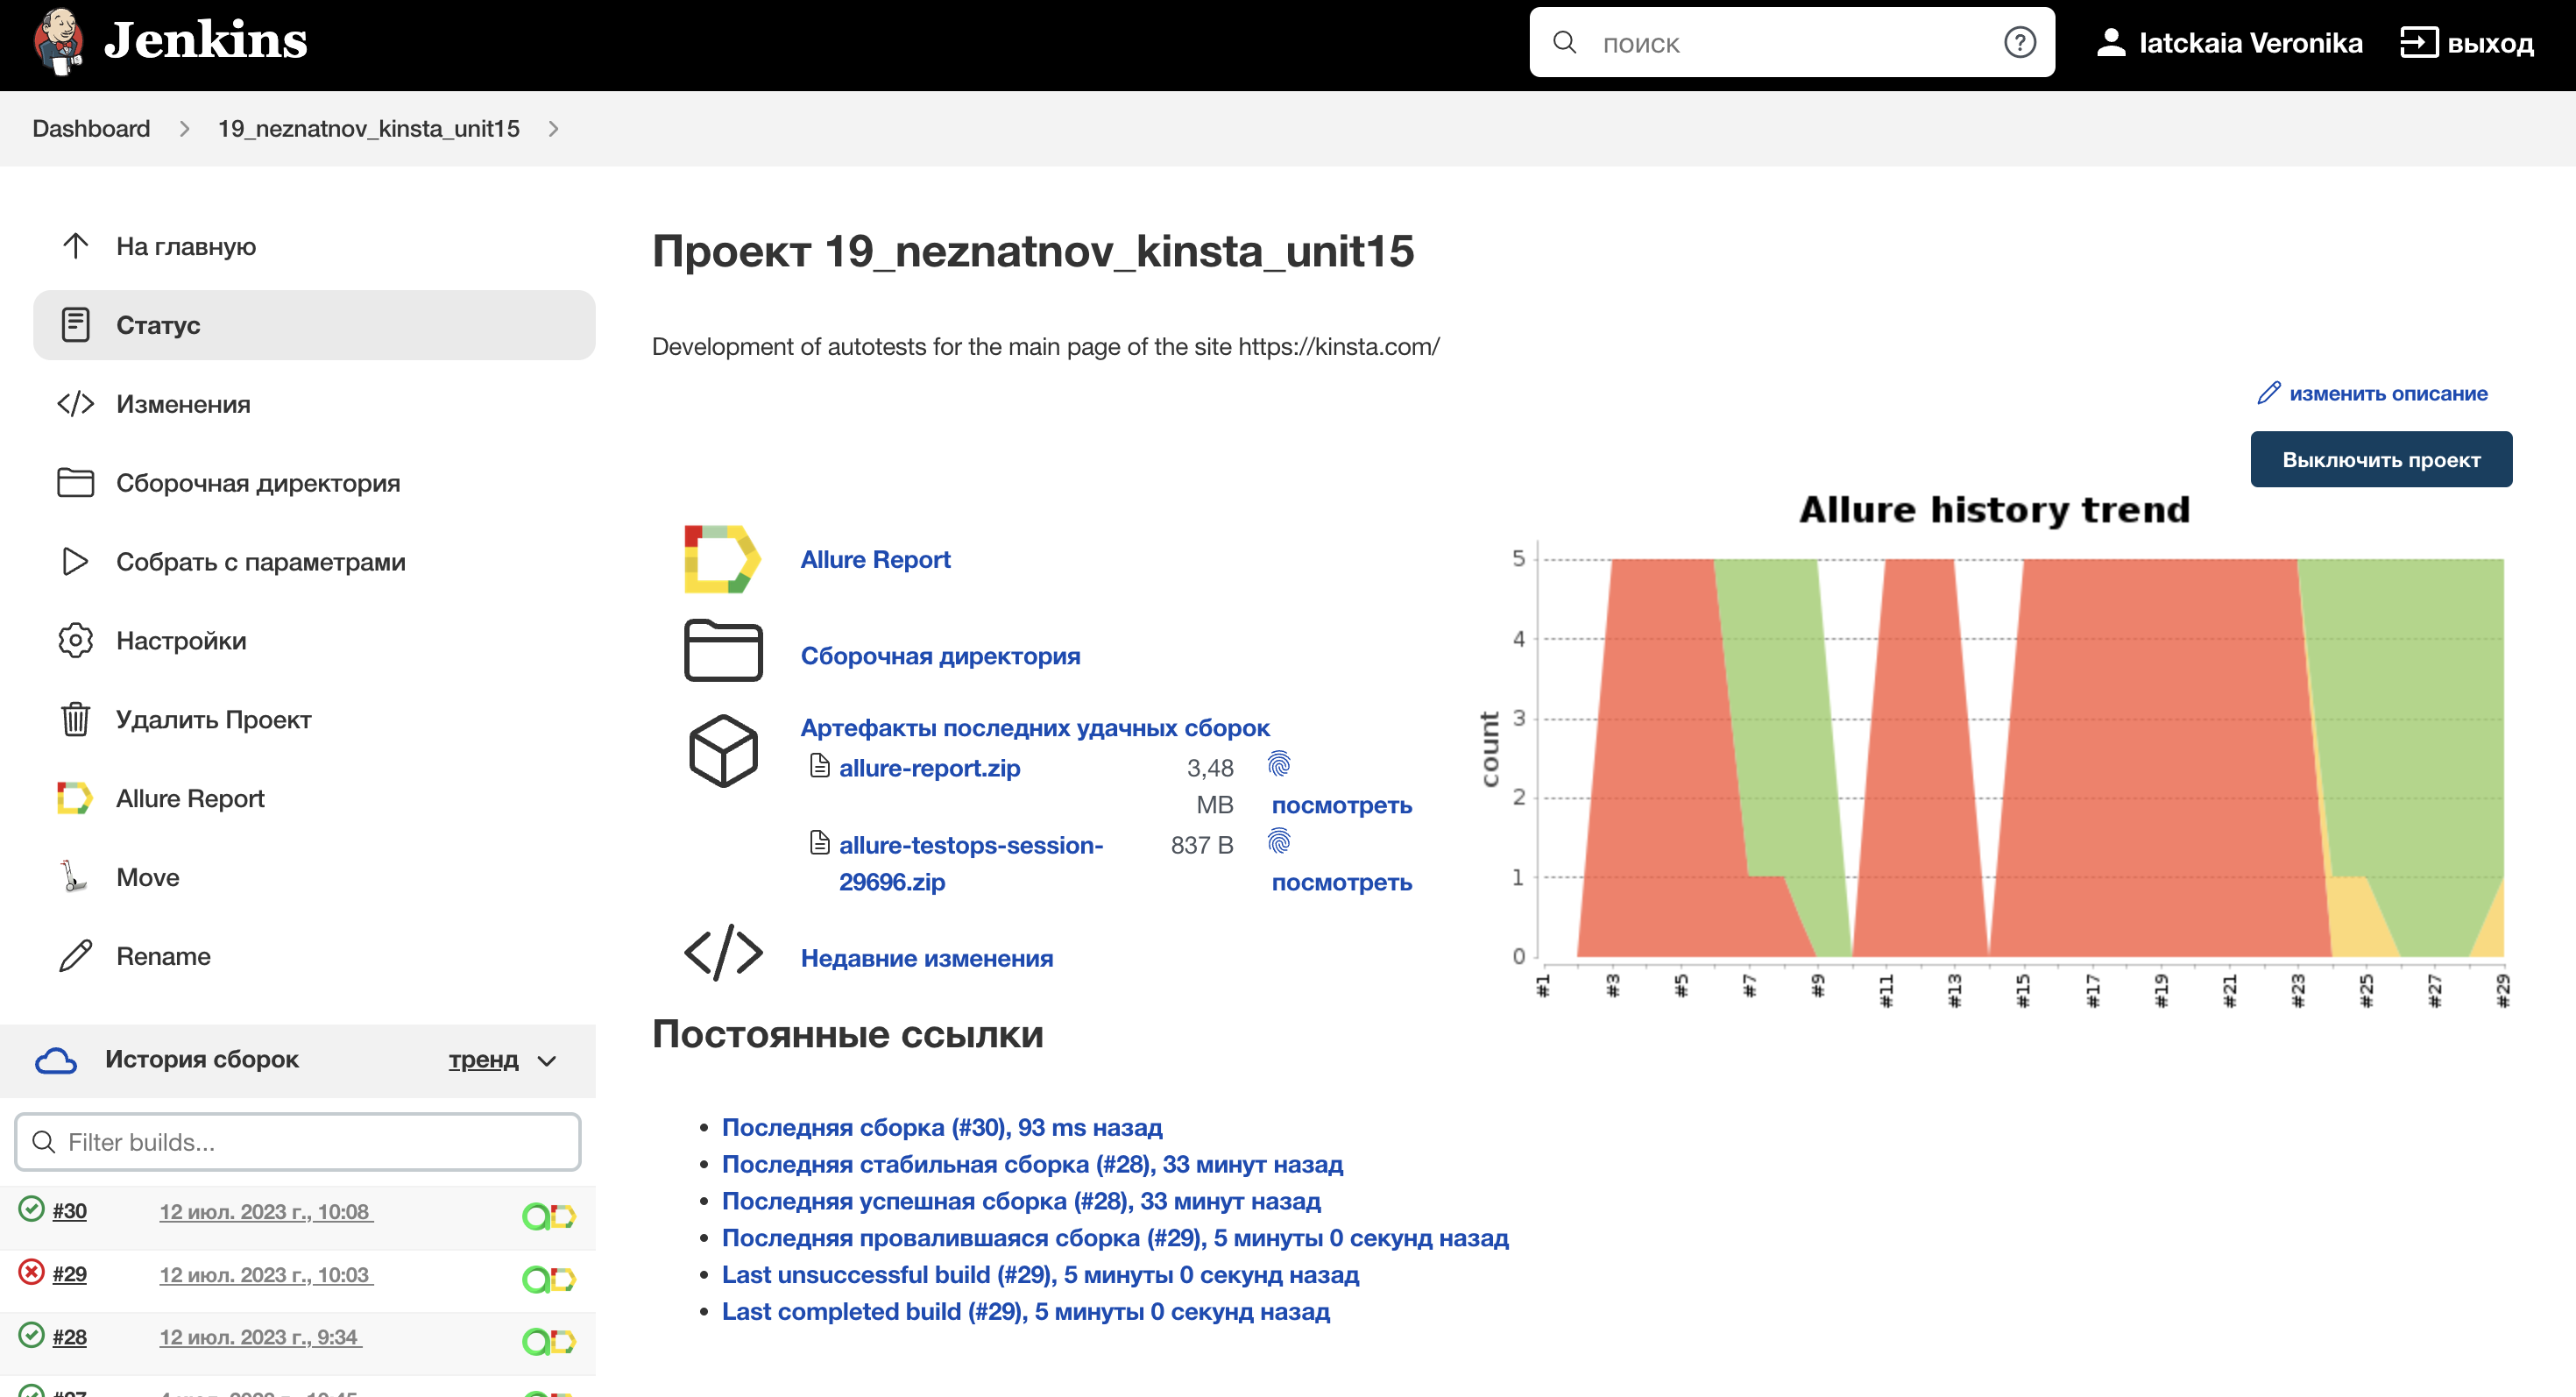 Jenkins
поиск
Iatckaia Veronika
выход
Dashboard
19_neznatnov_kinsta_unit15
На главную
Статус
Изменения
Сборочная директория
Собрать с параметрами
Настройки
Удалить Проект
Allure Report
Move
Rename
История сборок
тренд
Filter builds...
#30
12 июл. 2023 г., 10:08
#29
12 июл. 2023 г., 10:03
#28
12 июл. 2023 г., 9:34
Проект 19_neznatnov_kinsta_unit15
Development of autotests for the main page of the site https://kinsta.com/
изменить описание
Выключить проект
Allure Report
Сборочная директория
Артефакты последних удачных сборок
allure-report.zip
3,48
MB
посмотреть
allure-testops-session-
837 B
29696.zip
посмотреть
Недавние изменения
Allure history trend
count
5
4
3
2
1
0
#1
#3
#5
#7
#9
#11
#13
#15
#17
#19
#21
#23
#25
#27
#29
Постоянные ссылки
Последняя сборка (#30), 93 ms назад
Последняя стабильная сборка (#28), 33 минут назад
Последняя успешная сборка (#28), 33 минут назад
Последняя провалившаяся сборка (#29), 5 минуты 0 секунд назад
Last unsuccessful build (#29), 5 минуты 0 секунд назад
Last completed build (#29), 5 минуты 0 секунд назад